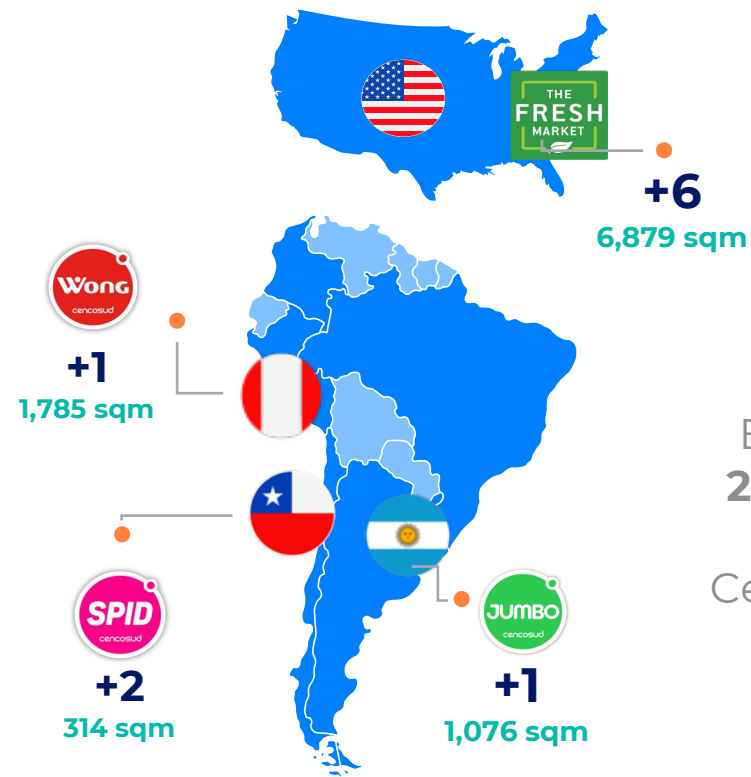 THE
FRESH
MARKET
+6
6,879 sqm
WONG
cencosud
+1
1,785 sqm
SPID
cencosud
+2
314 sqm
JUMBO
cencosud
+1
1,076 sqm